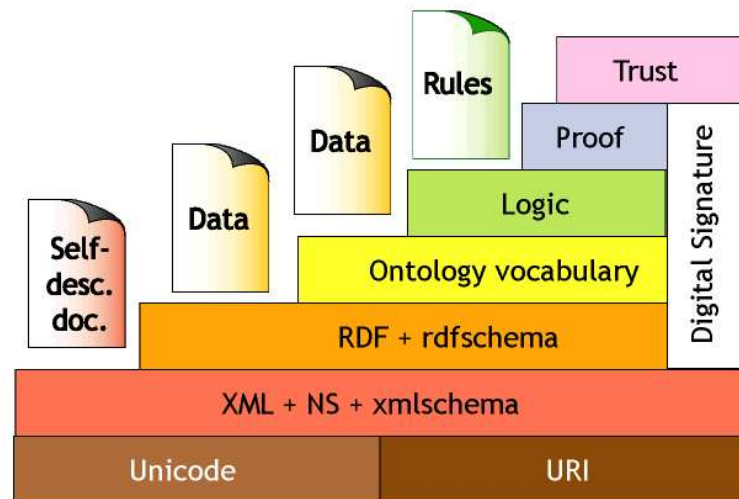 Rules
Trust
Data
Proof
Data
Logic
Self-
desc.
doc.
Ontology vocabulary
Digital Signature
RDF + rdfschema
XML + NS + xmlschema
Unicode
URI